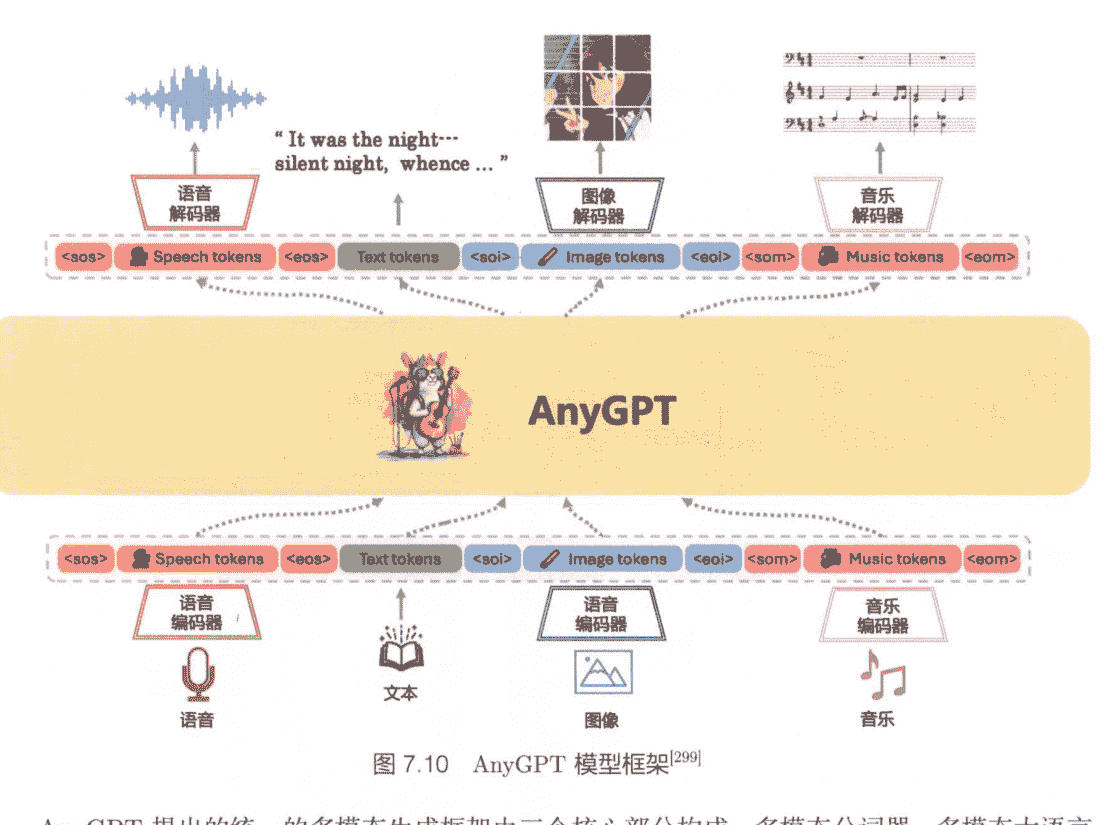 “ It was the night···
silent night, whence ... ”
语音
解码器
图像
解码器
音乐
解码器
<sos> Speech tokens <eos> Text tokens <soi> Image tokens <eoi> <som> Music tokens <eom>
AnyGPT
<sos> Speech tokens <eos> Text tokens <soi> Image tokens <eoi> <som> Music tokens <eom>
语音
编码器
语音
编码器
音乐
编码器
语音
文本
图像
音乐
图 7.10 AnyGPT 模型框架[299]